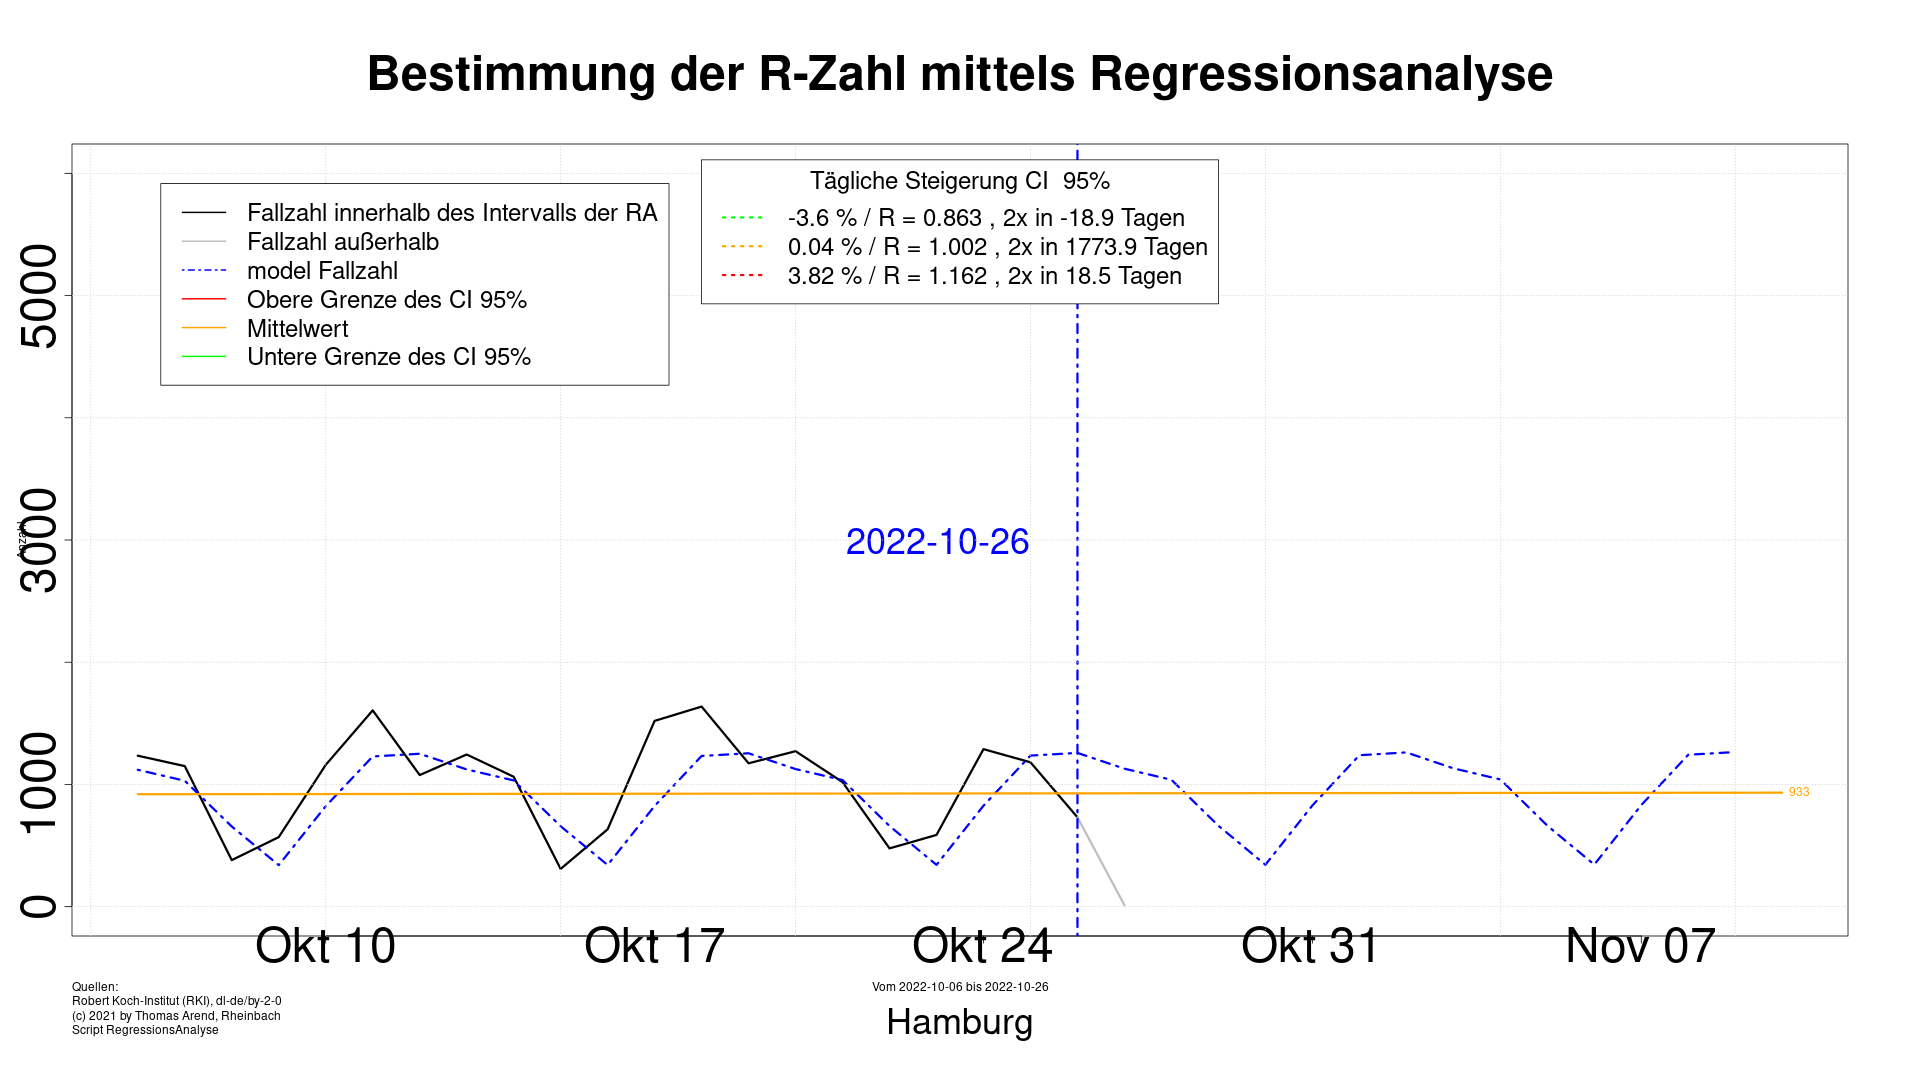 Bestimmung der R-Zahl mittels Regressionsanalyse
Fallzahl innerhalb des Intervalls der RA
Fallzahl außerhalb
model Fallzahl
Obere Grenze des CI 95%
Mittelwert
Untere Grenze des CI 95%
Tägliche Steigerung CI  95%
-3.6 % / R = 0.863 , 2x in -18.9 Tagen
0.04 % / R = 1.002 , 2x in 1773.9 Tagen
3.82 % / R = 1.162 , 2x in 18.5 Tagen
5000
3000
1000
0
Anzahl
2022-10-26
933
Okt 10
Okt 17
Okt 24
Okt 31
Nov 07
Quellen:
Robert Koch-Institut (RKI), dl-de/by-2-0
(c) 2021 by Thomas Arend, Rheinbach
Script RegressionsAnalyse
Vom 2022-10-06 bis 2022-10-26
Hamburg